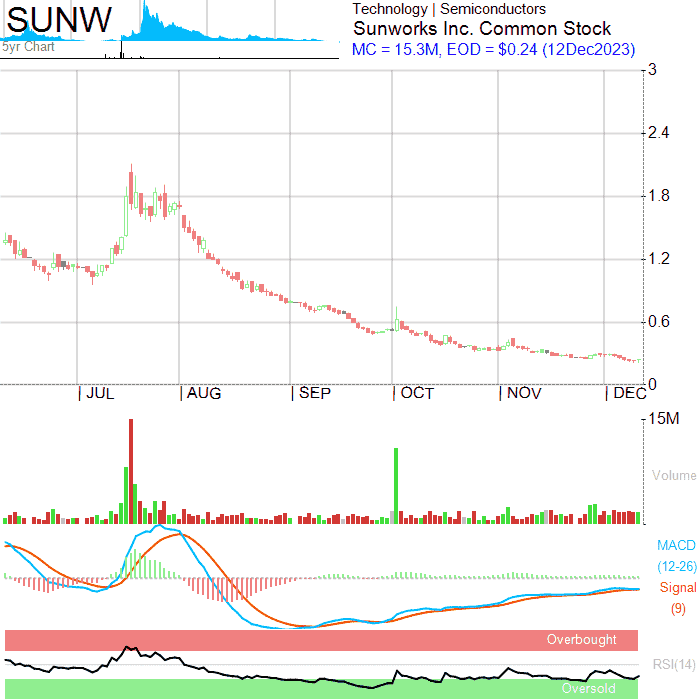 SUNW
5yr Chart
Technology | Semiconductors
Sunworks Inc. Common Stock
MC = 15.3M, EOD = $0.24 (12Dec2023)
3
2.4
1.8
1.2
0.6
0
JUL AUG SEP OCT NOV DEC
15M
Volume
MACD
(12-26)
Signal
(9)
Overbought
RSI(14)
Oversold